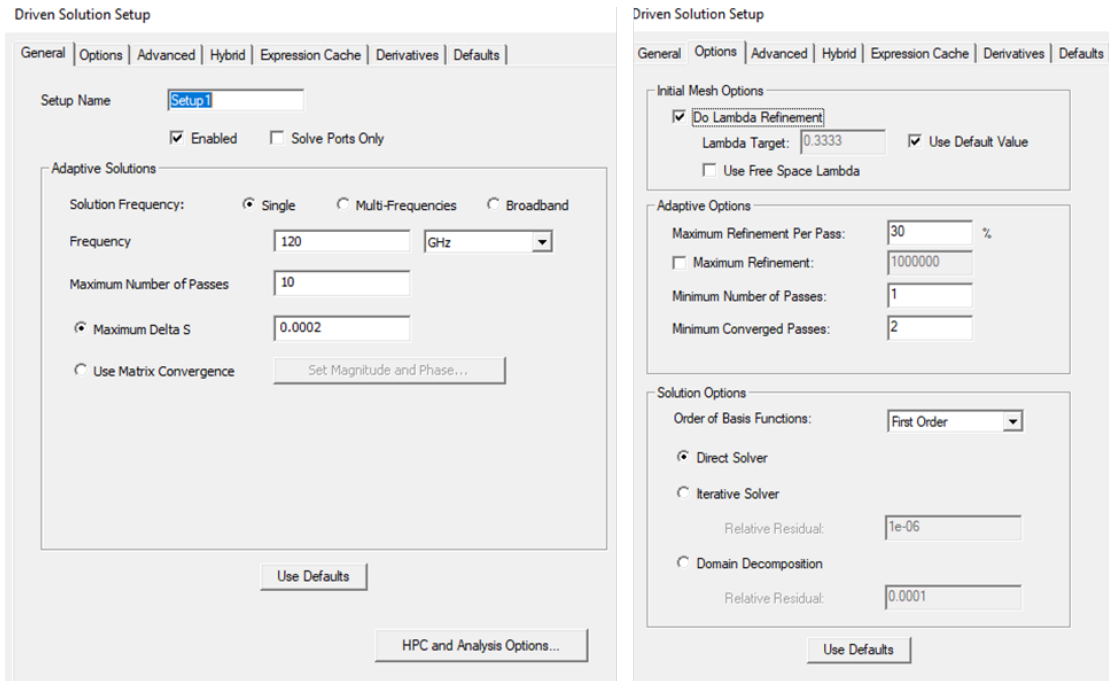 Driven Solution Setup
General Options Advanced Hybrid Expression Cache Derivatives Defaults
Setup Name Setup1
Enabled Solve Ports Only
Adaptive Solutions
Solution Frequency: Single Multi-Frequencies Broadband
Frequency 120 GHz
Maximum Number of Passes 10
Maximum Delta S 0.0002
Use Matrix Convergence Set Magnitude and Phase...
Use Defaults
HPC and Analysis Options...
Driven Solution Setup
General Options Advanced Hybrid Expression Cache Derivatives Defaults
Initial Mesh Options
Do Lambda Refinement
Lambda Target: 0.3333 Use Default Value
Use Free Space Lambda
Adaptive Options
Maximum Refinement Per Pass: 30 %
Maximum Refinement: 1000000
Minimum Number of Passes: 1
Minimum Converged Passes: 2
Solution Options
Order of Basis Functions: First Order
Direct Solver
Iterative Solver
Relative Residual: 1e-06
Domain Decomposition
Relative Residual: 0.0001
Use Defaults